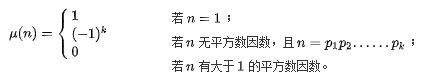 μ(n) = { 1 若 n = 1；
(−1)^k 若 n 无平方数因数，且 n = p₁p₂......pₖ；
0 若 n 有大于 1 的平方数因数。